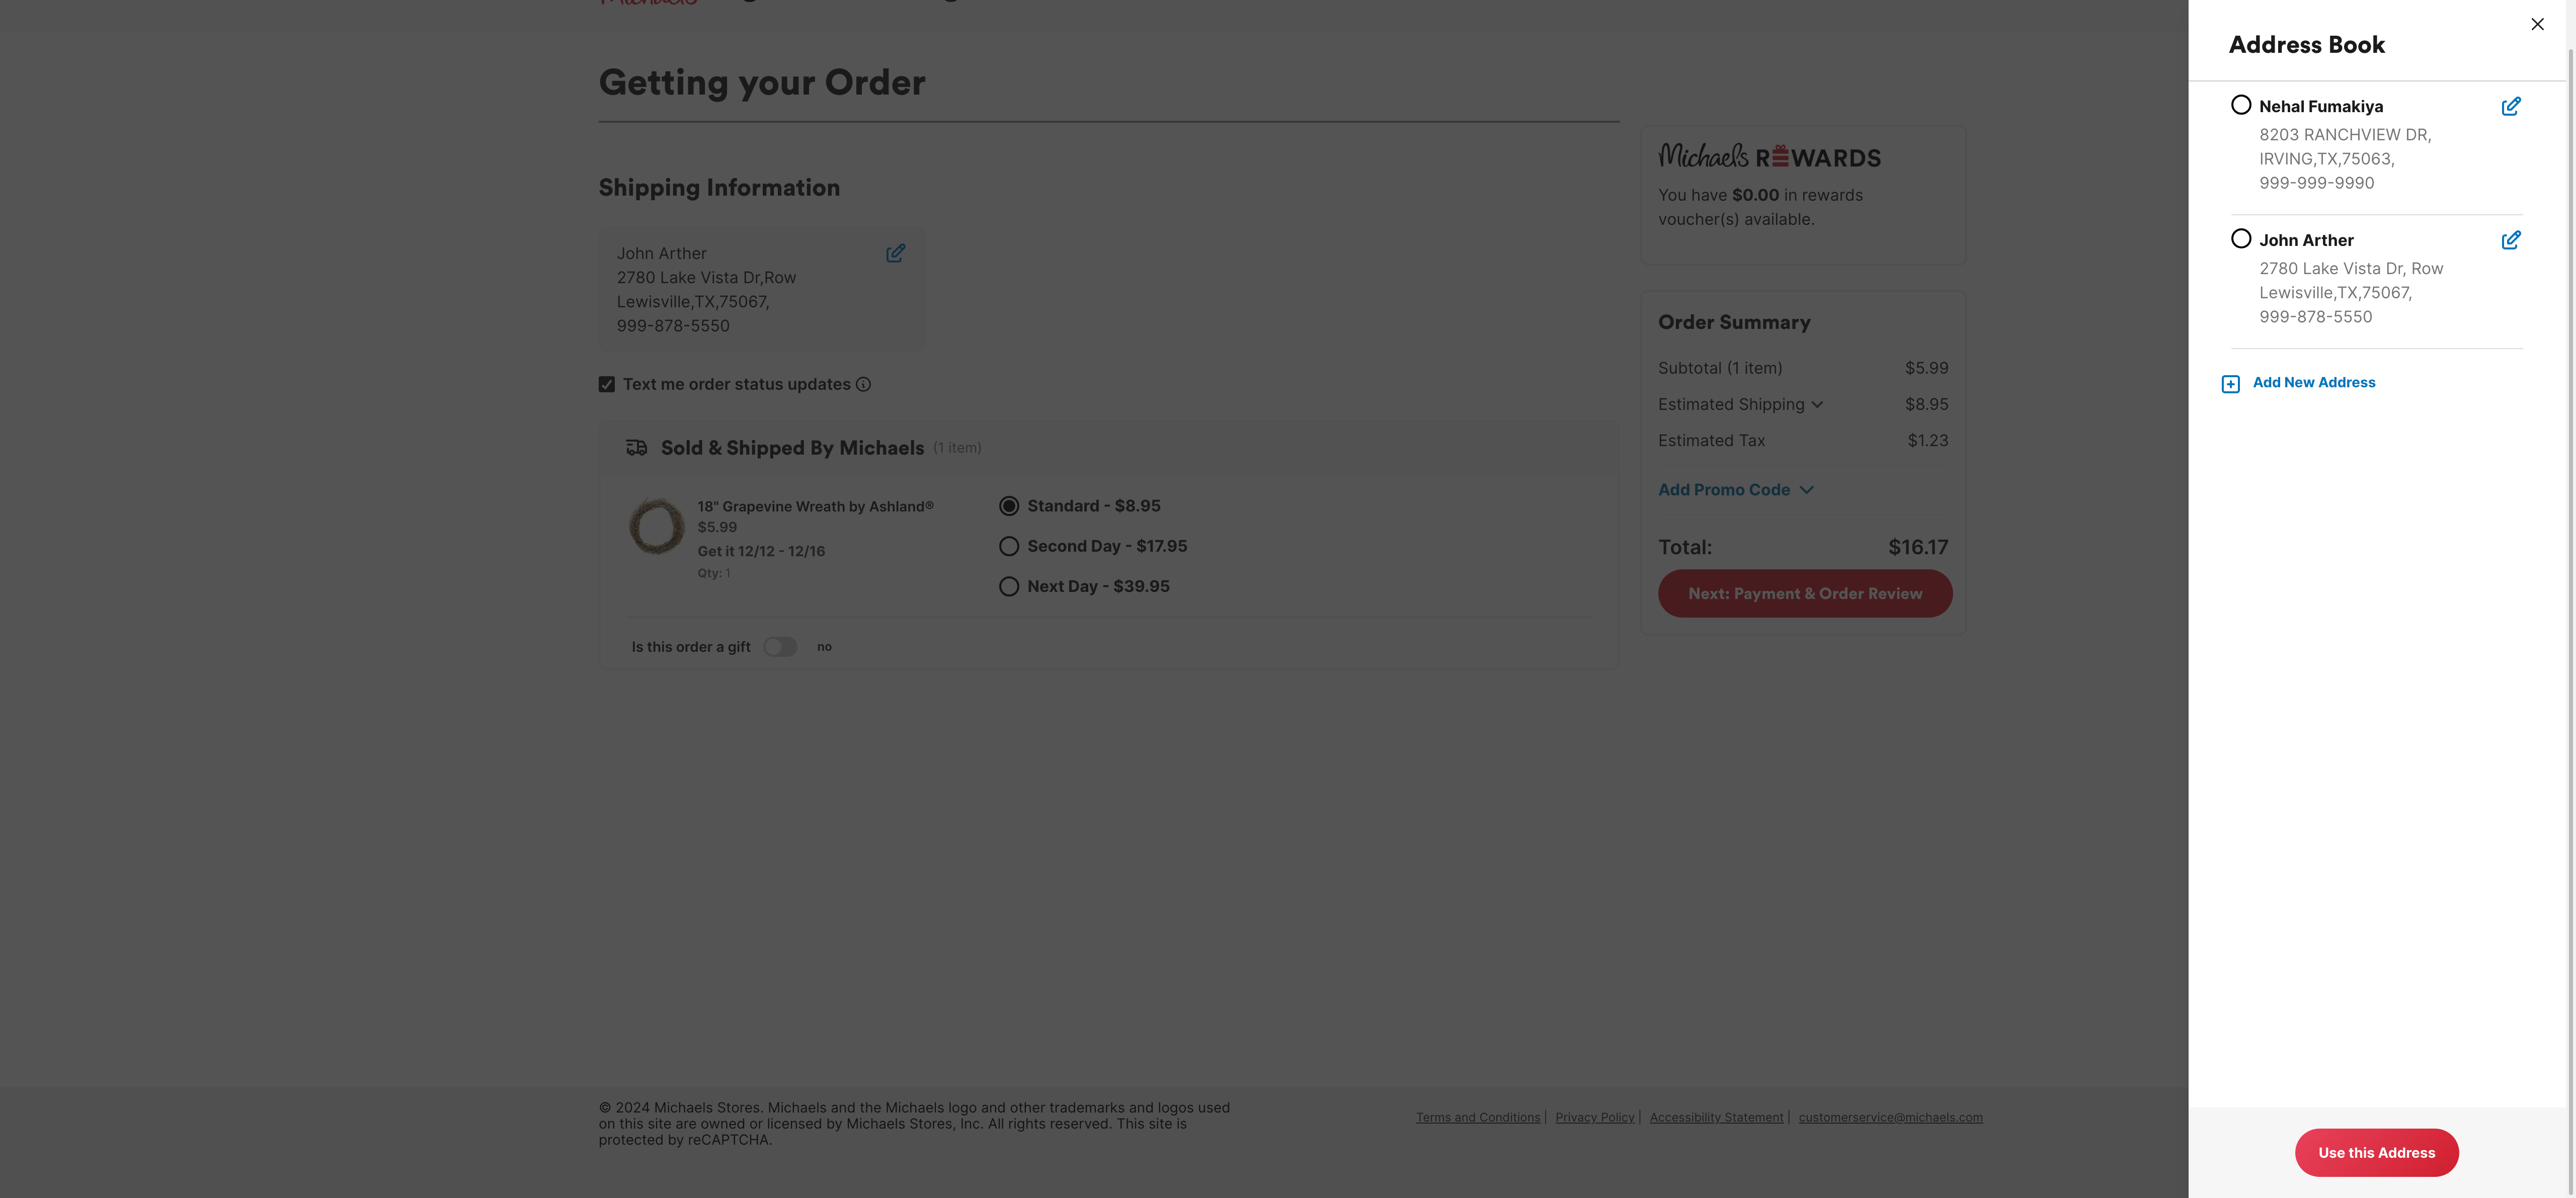 Getting your Order
Shipping Information
John Arther
2780 Lake Vista Dr,Row
Lewisville,TX,75067,
999-878-5550
Text me order status updates
Sold & Shipped By Michaels (1 item)
18" Grapevine Wreath by Ashland®
$5.99
Get it 12/12 - 12/16
Qty: 1
Standard - $8.95
Second Day - $17.95
Next Day - $39.95
Is this order a gift no
Michaels REWARDS
You have $0.00 in rewards
voucher(s) available.
Order Summary
Subtotal (1 item) $5.99
Estimated Shipping $8.95
Estimated Tax $1.23
Add Promo Code
Total: $16.17
Next: Payment & Order Review
© 2024 Michaels Stores. Michaels and the Michaels logo and other trademarks and logos used
on this site are owned or licensed by Michaels Stores, Inc. All rights reserved. This site is
protected by reCAPTCHA.
Terms and Conditions | Privacy Policy | Accessibility Statement | customerservice@michaels.com
Address Book
Nehal Fumakiya
8203 RANCHVIEW DR,
IRVING,TX,75063,
999-999-9990
John Arther
2780 Lake Vista Dr, Row
Lewisville,TX,75067,
999-878-5550
Add New Address
Use this Address